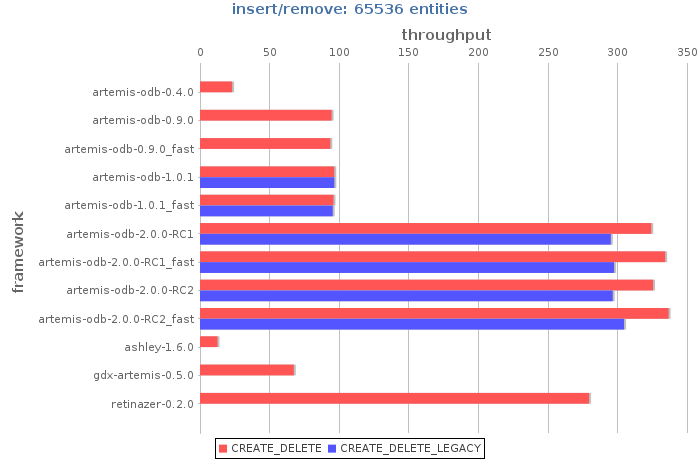 insert/remove: 65536 entities
throughput
0 50 100 150 200 250 300 350
artemis-odb-0.4.0
artemis-odb-0.9.0
artemis-odb-0.9.0_fast
artemis-odb-1.0.1
artemis-odb-1.0.1_fast
artemis-odb-2.0.0-RC1
artemis-odb-2.0.0-RC1_fast
artemis-odb-2.0.0-RC2
artemis-odb-2.0.0-RC2_fast
ashley-1.6.0
gdx-artemis-0.5.0
retinazer-0.2.0
framework
CREATE_DELETE CREATE_DELETE_LEGACY